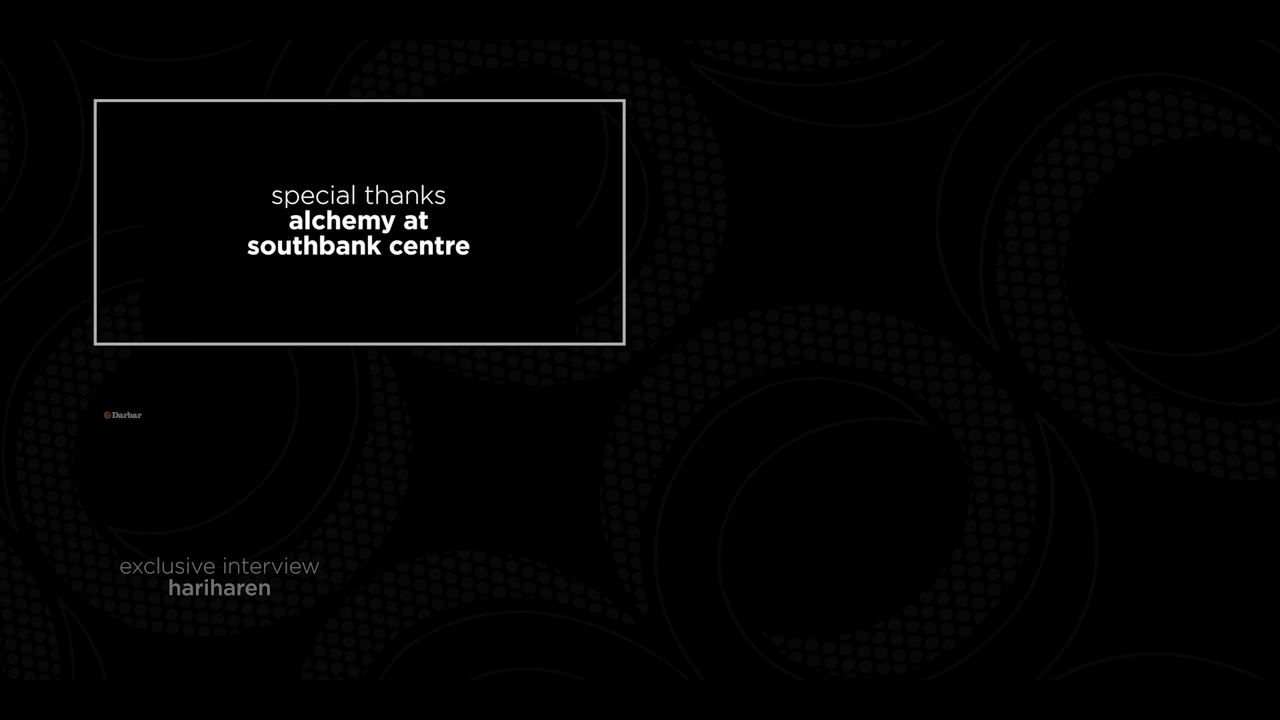 special thanks
alchemy at
southbank centre
Darbar
exclusive interview
hariharen